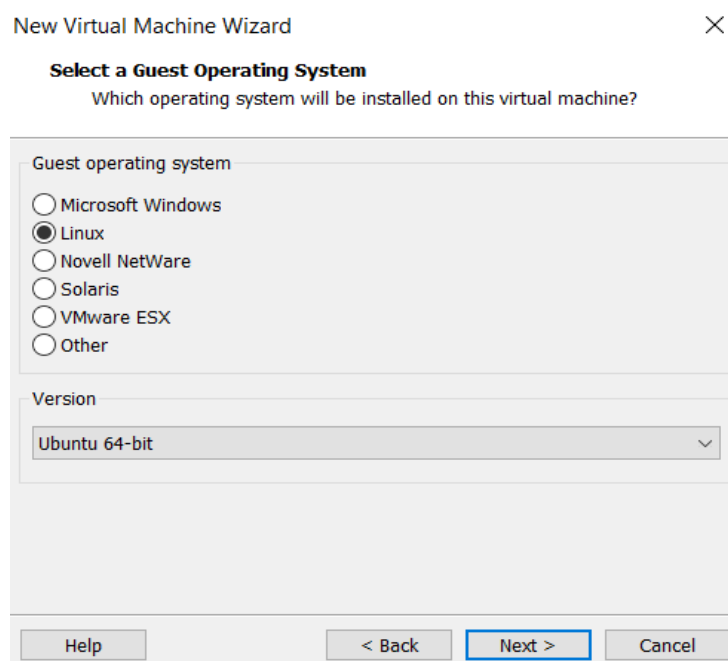 New Virtual Machine Wizard
Select a Guest Operating System
Which operating system will be installed on this virtual machine?
Guest operating system
Microsoft Windows
Linux
Novell NetWare
Solaris
VMware ESX
Other
Version
Ubuntu 64-bit
Help < Back Next > Cancel